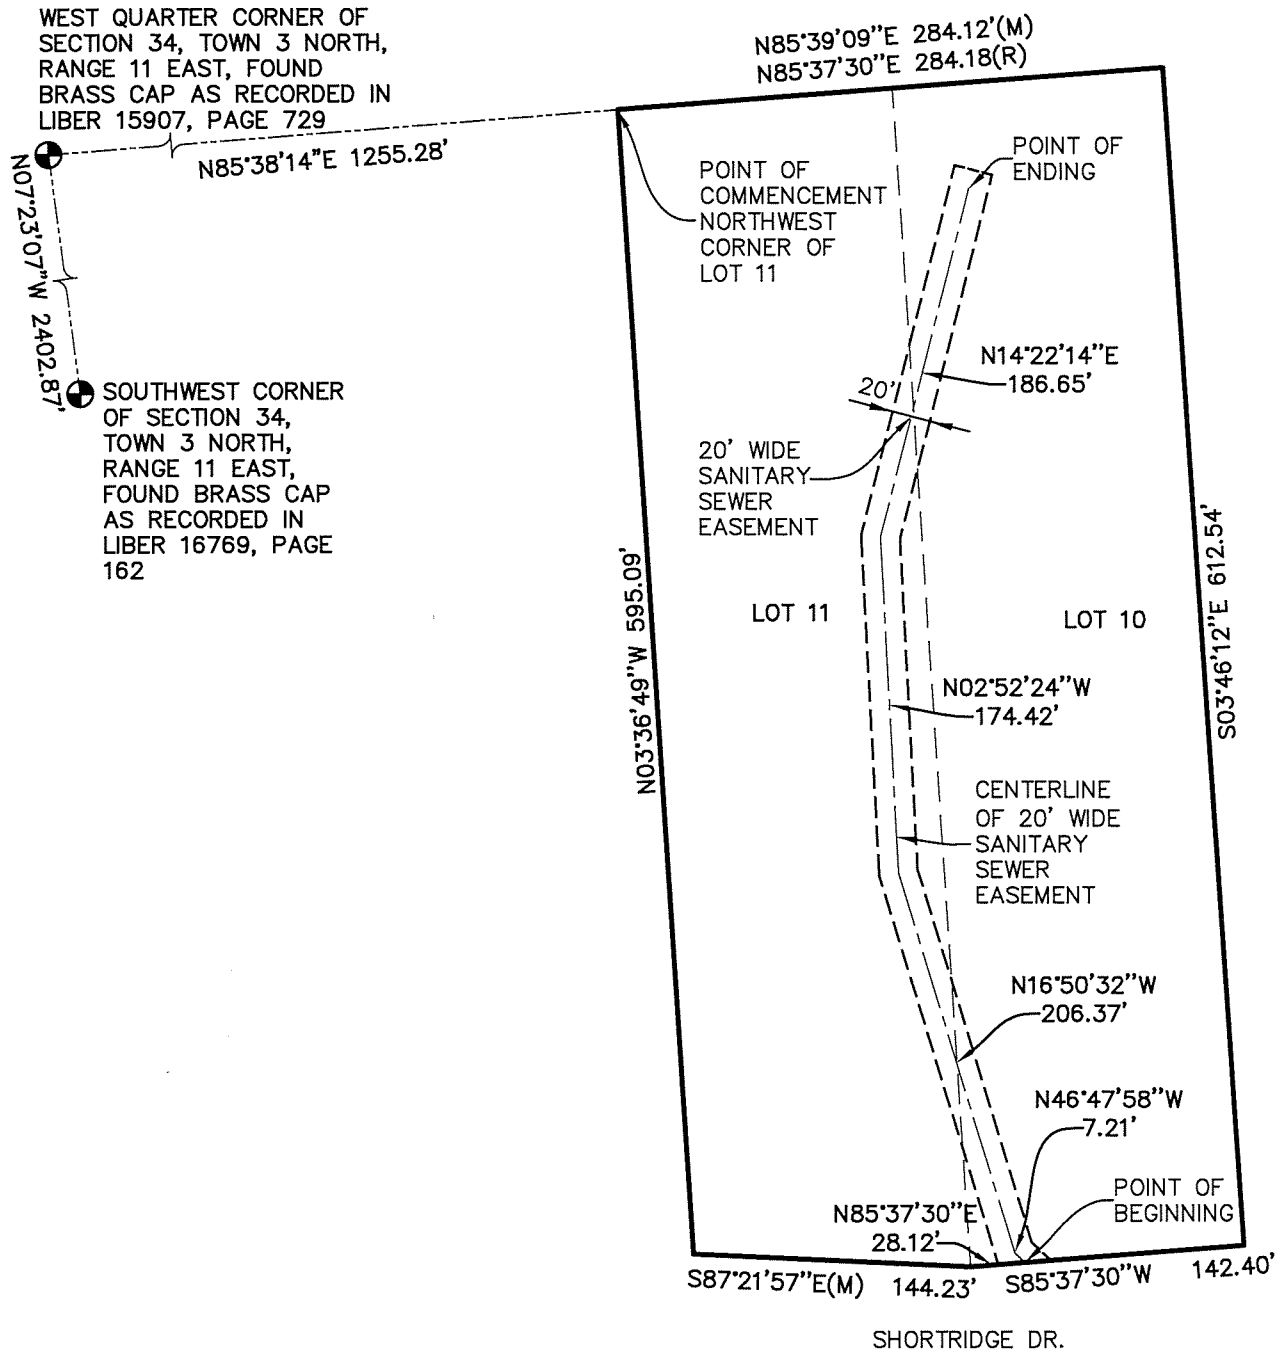 WEST QUARTER CORNER OF
SECTION 34, TOWN 3 NORTH,
RANGE 11 EAST, FOUND
BRASS CAP AS RECORDED IN
LIBER 15907, PAGE 729
N85°39'09"E 284.12'(M)
N85°37'30"E 284.18(R)
N85°38'14"E 1255.28'
N07°23'07"W 2402.87'
POINT OF
COMMENCEMENT
NORTHWEST
CORNER OF
LOT 11
POINT OF
ENDING
SOUTHWEST CORNER
OF SECTION 34,
TOWN 3 NORTH,
RANGE 11 EAST,
FOUND BRASS CAP
AS RECORDED IN
LIBER 16769, PAGE
162
N14°22'14"E
186.65'
20'
20' WIDE
SANITARY
SEWER
EASEMENT
N03°36'49"W 595.09'
LOT 11
LOT 10
S03°46'12"E 612.54'
N02°52'24"W
174.42'
CENTERLINE
OF 20' WIDE
SANITARY
SEWER
EASEMENT
N16°50'32"W
206.37'
N46°47'58"W
7.21'
POINT OF
BEGINNING
N85°37'30"E
28.12'
S87°21'57"E(M) 144.23'
S85°37'30"W 142.40'
SHORTRIDGE DR.